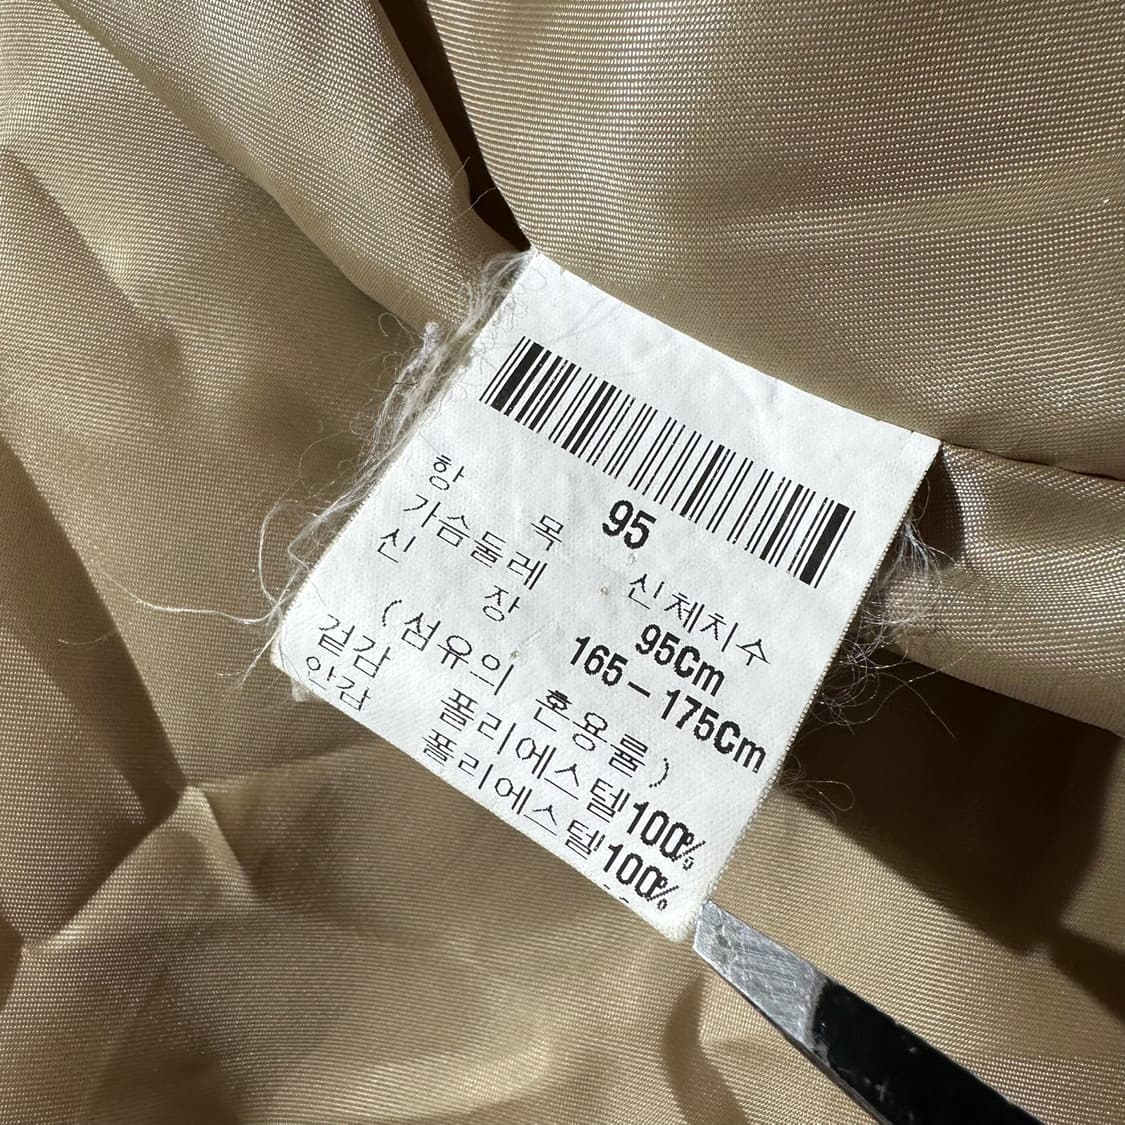 95
항 목 신체치수
가슴둘레 95Cm
신 장 165-175Cm
(섬유의 혼용률)
겉감 폴리에스텔100%
안감 폴리에스텔100%